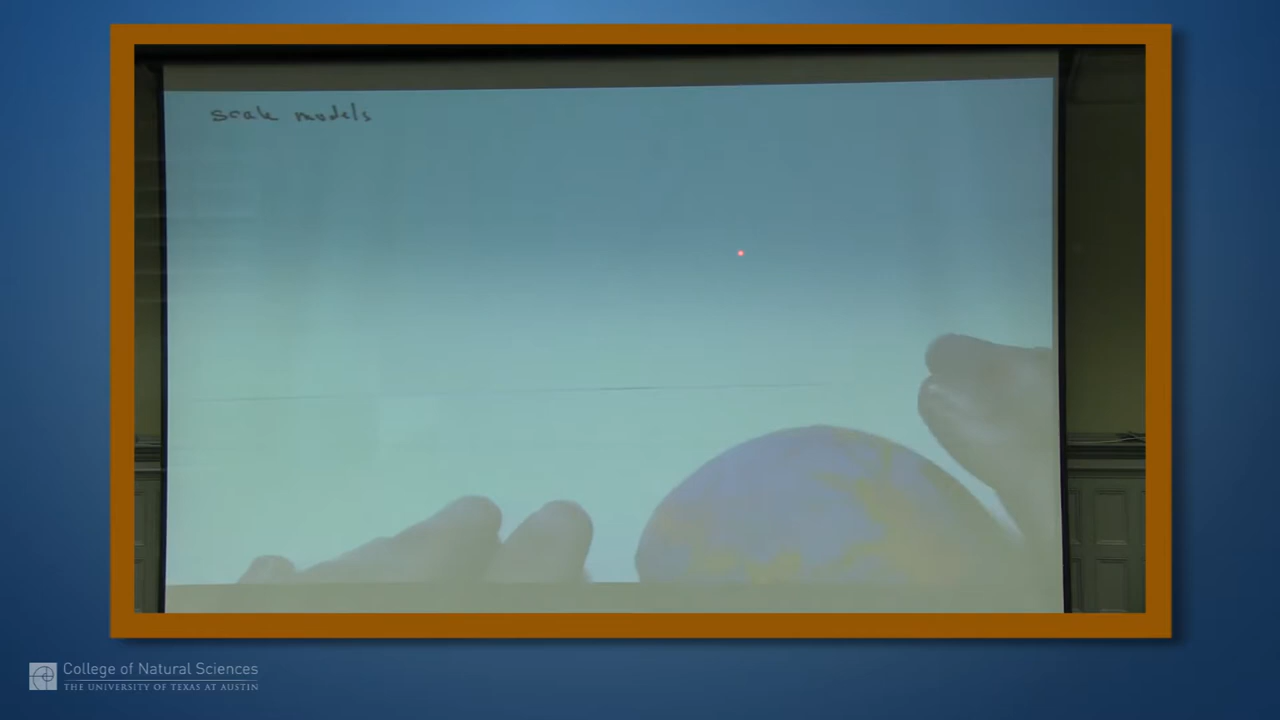 scale models
College of Natural Sciences
THE UNIVERSITY OF TEXAS AT AUSTIN